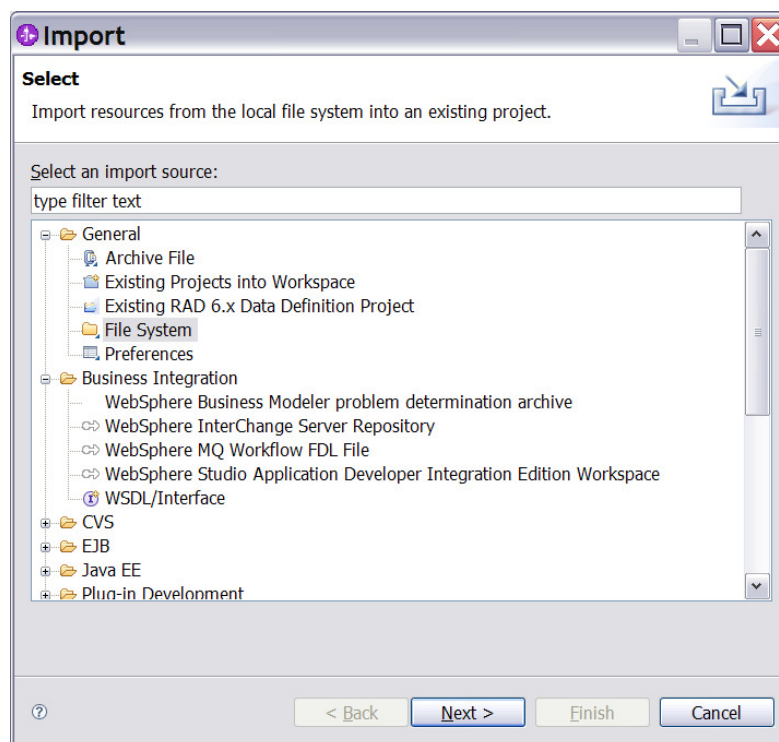 Import
Select
Import resources from the local file system into an existing project.
Select an import source:
type filter text
General
Archive File
Existing Projects into Workspace
Existing RAD 6.x Data Definition Project
File System
Preferences
Business Integration
WebSphere Business Modeler problem determination archive
WebSphere InterChange Server Repository
WebSphere MQ Workflow FDL File
WebSphere Studio Application Developer Integration Edition Workspace
WSDL/Interface
CVS
EJB
Java EE
Plug-in Development
< Back Next > Finish Cancel